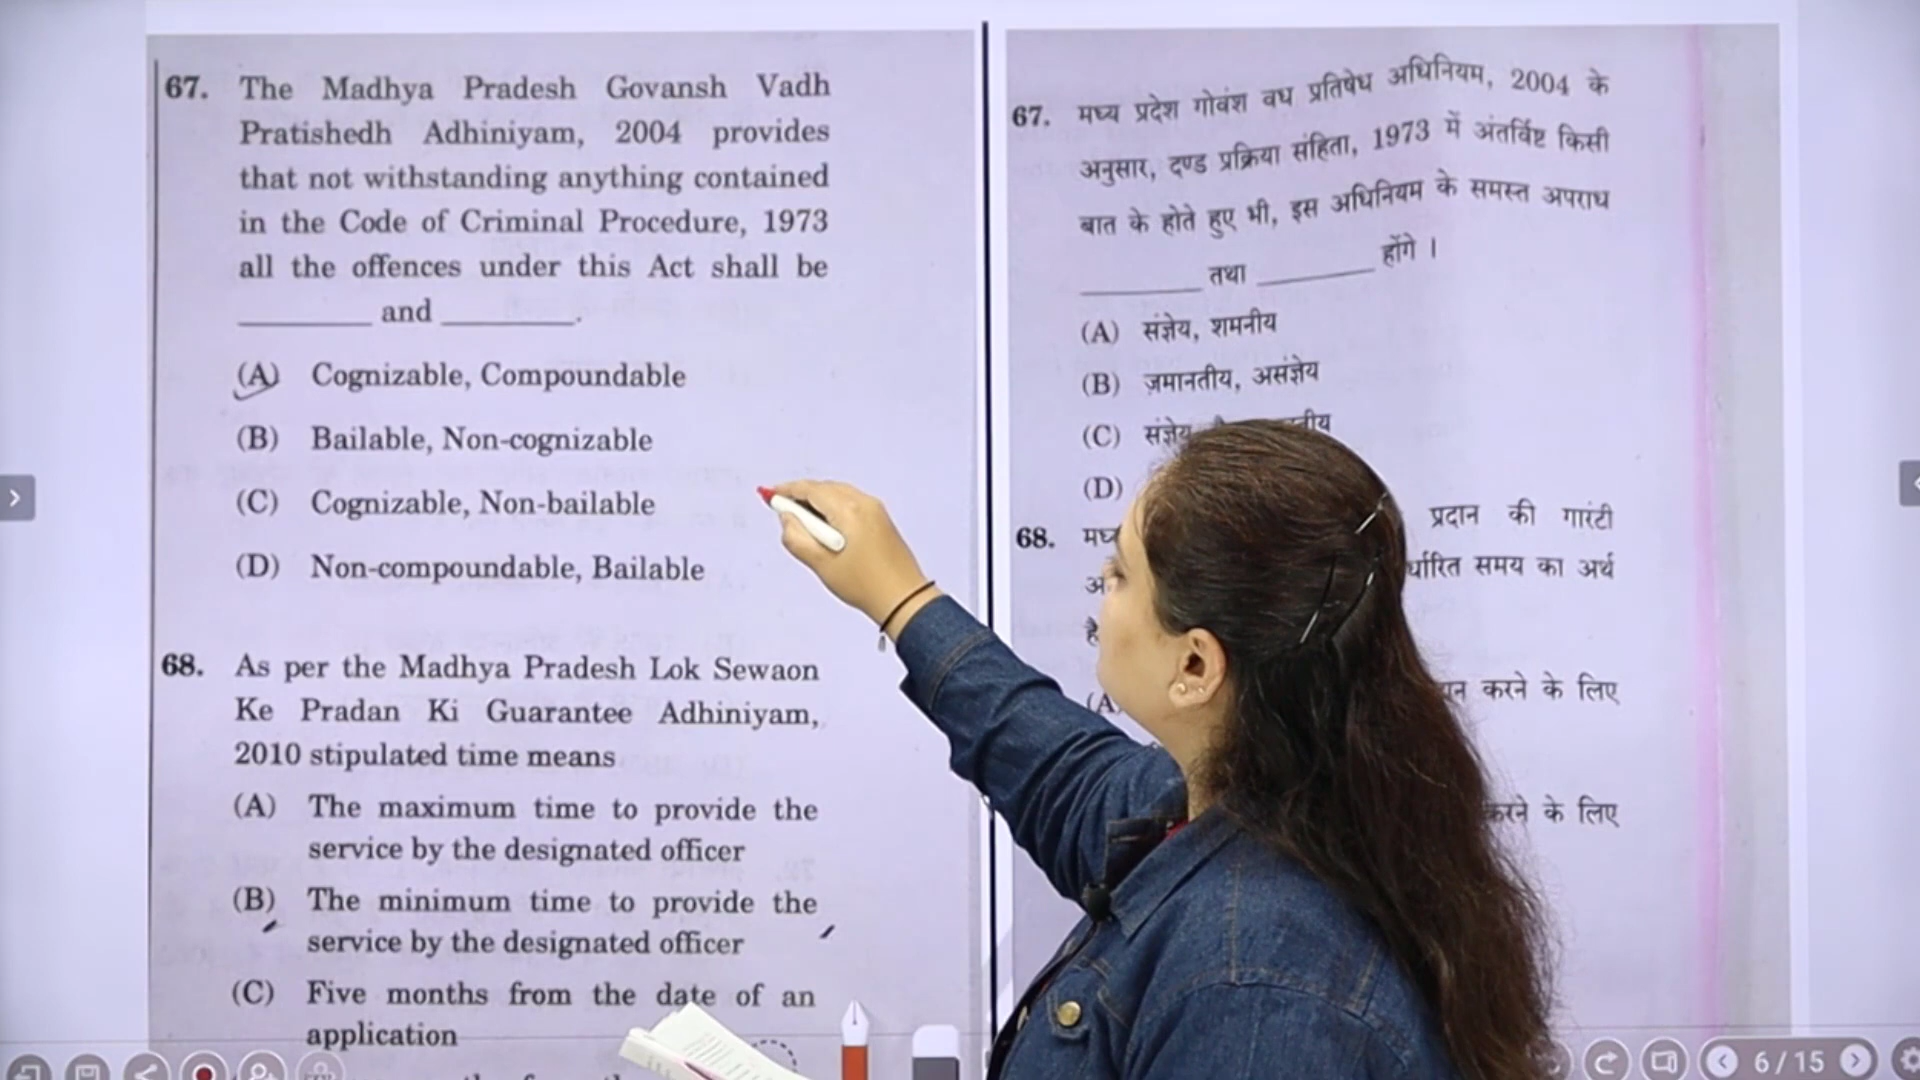 67. The Madhya Pradesh Govansh Vadh
Pratishedh Adhiniyam, 2004 provides
that not withstanding anything contained
in the Code of Criminal Procedure, 1973
all the offences under this Act shall be
_________ and _________.
(A) Cognizable, Compoundable
(B) Bailable, Non-cognizable
(C) Cognizable, Non-bailable
(D) Non-compoundable, Bailable
68. As per the Madhya Pradesh Lok Sewaon
Ke Pradan Ki Guarantee Adhiniyam,
2010 stipulated time means
(A) The maximum time to provide the
service by the designated officer
(B) The minimum time to provide the
service by the designated officer
(C) Five months from the date of an
application
67. मध्य प्रदेश गोवंश वध प्रतिषेध अधिनियम, 2004 के
अनुसार, दण्ड प्रक्रिया संहिता, 1973 में अंतर्विष्ट किसी
बात के होते हुए भी, इस अधिनियम के समस्त अपराध
_________ तथा _________ होंगे ।
(A) संज्ञेय, शमनीय
(B) ज़मानतीय, असंज्ञेय
(C) संज्ञेय
(D)
68. प्रदान की गारंटी
समय का अर्थ
है
(A) करने के लिए
करने के लिए
6 / 15